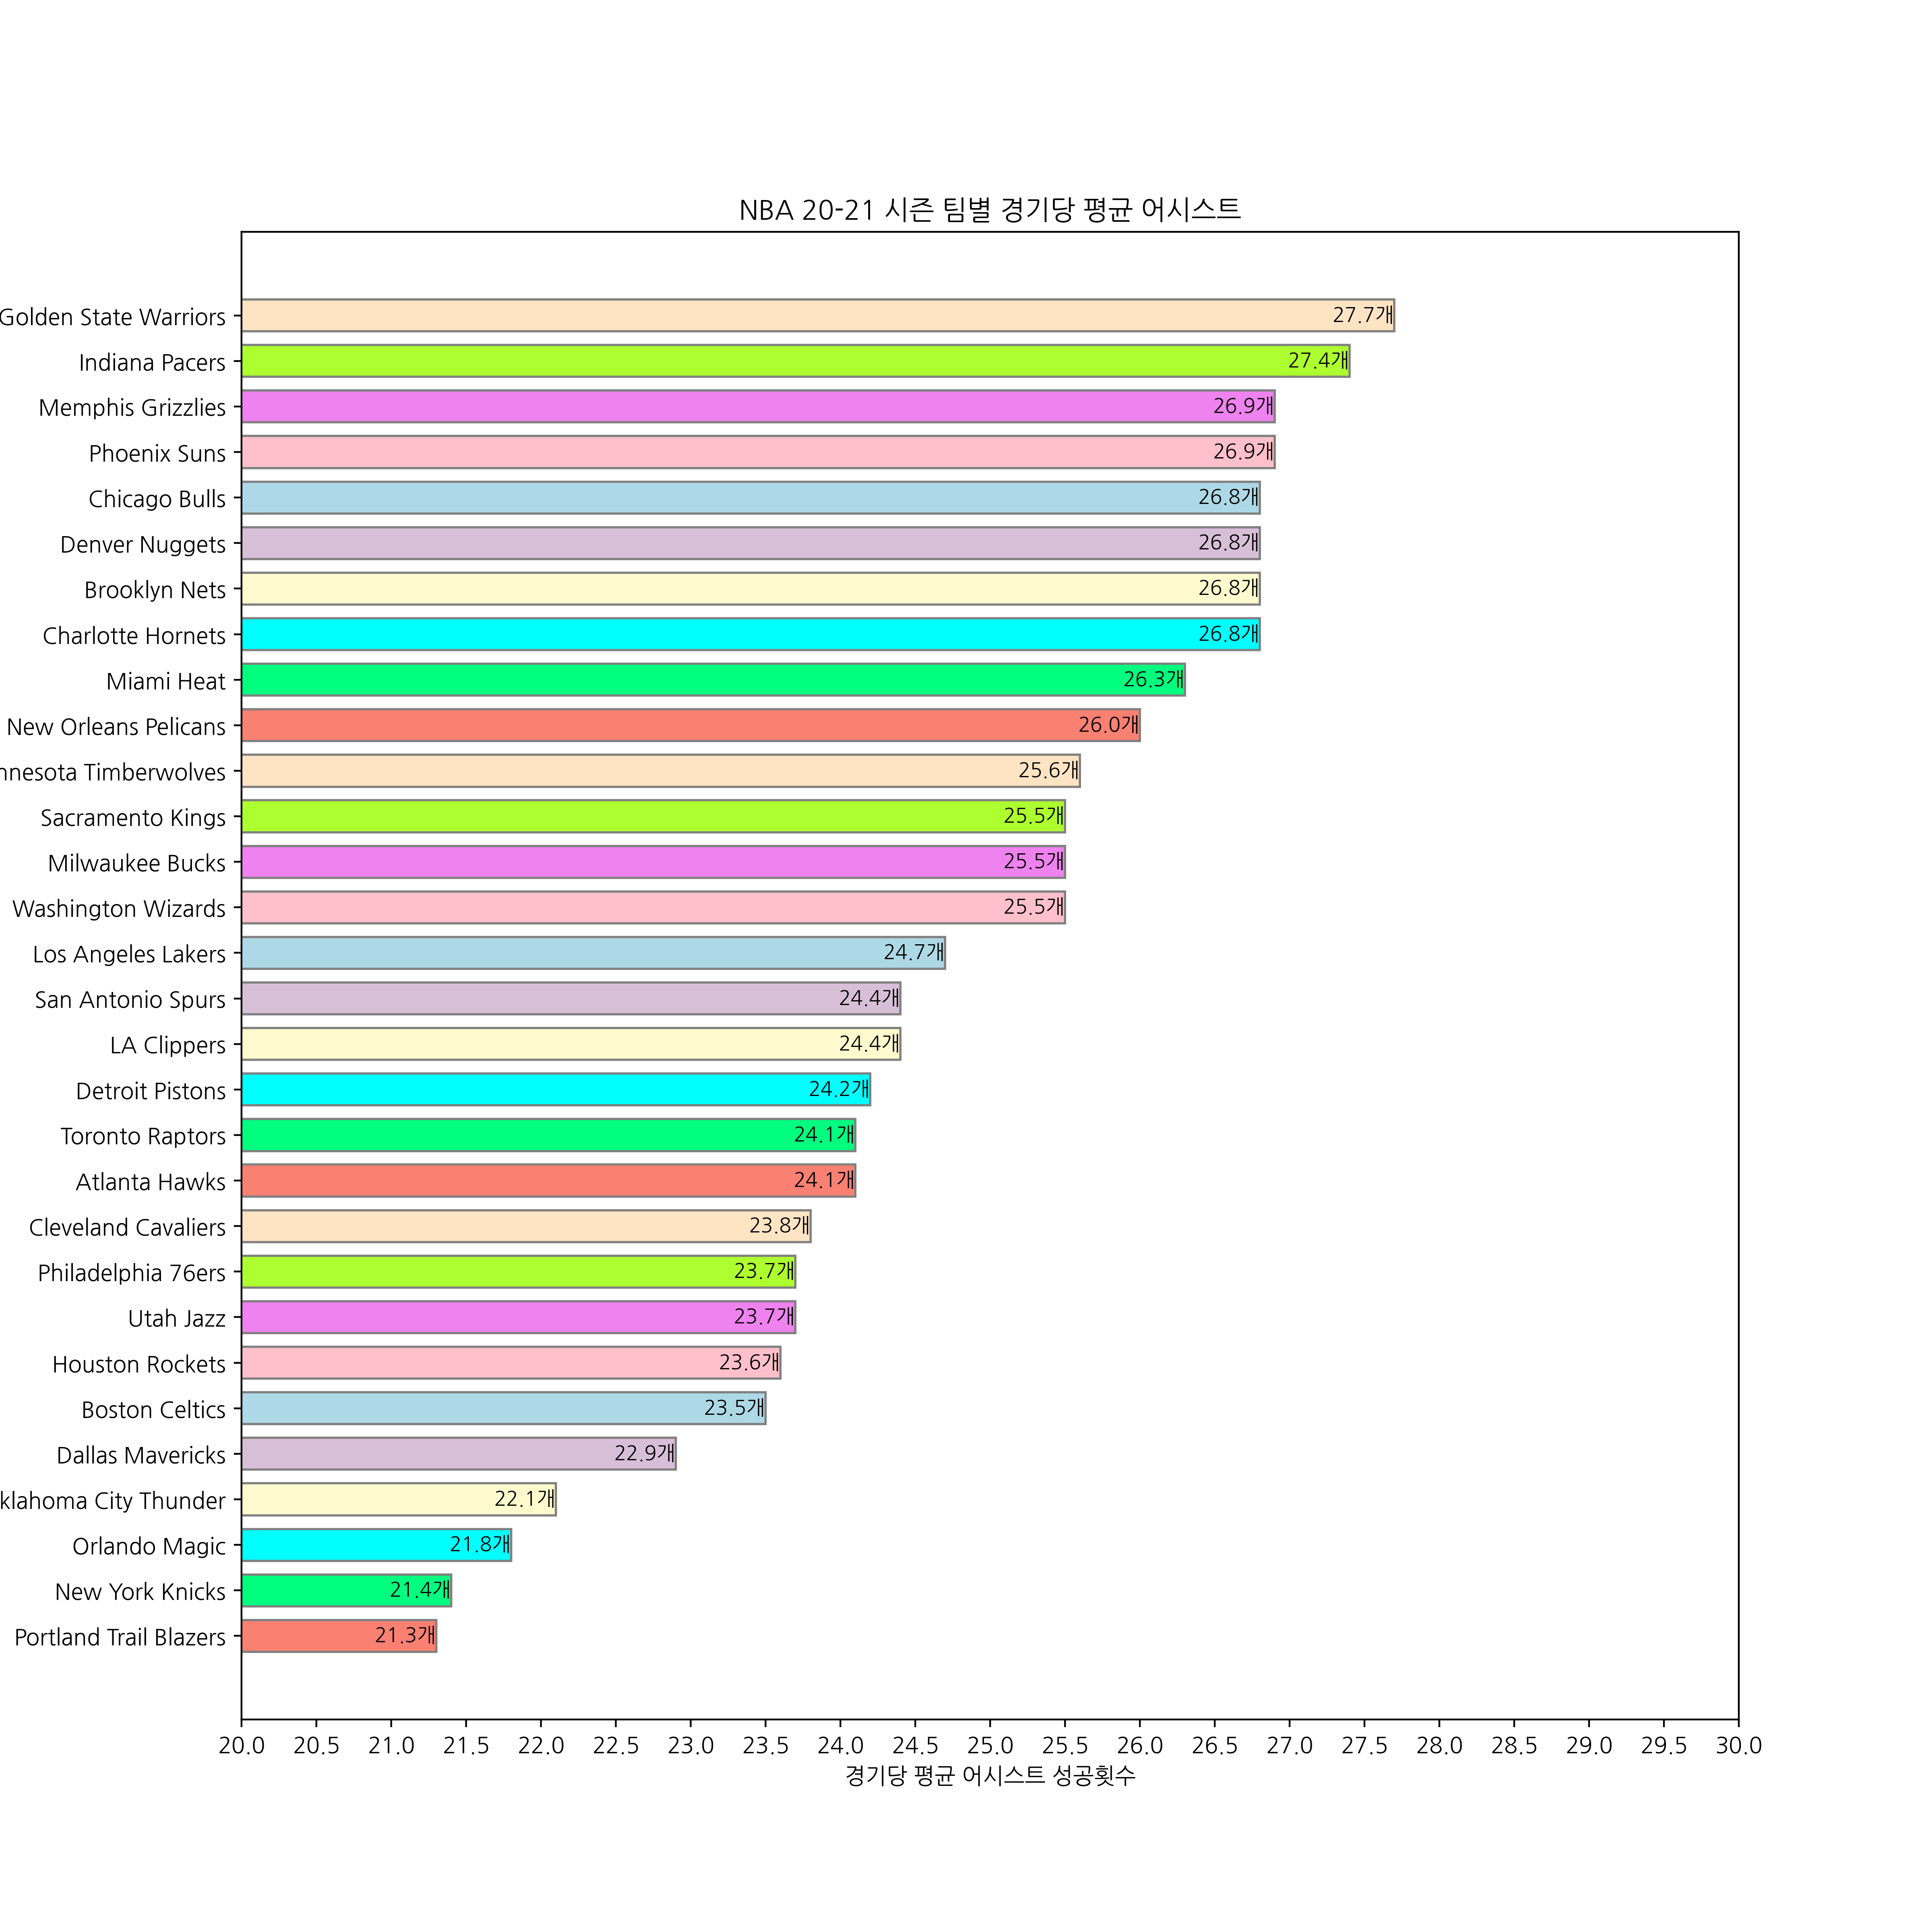 NBA 20-21 시즌 팀별 경기당 평균 어시스트
Golden State Warriors 27.7개
Indiana Pacers 27.4개
Memphis Grizzlies 26.9개
Phoenix Suns 26.9개
Chicago Bulls 26.8개
Denver Nuggets 26.8개
Brooklyn Nets 26.8개
Charlotte Hornets 26.8개
Miami Heat 26.3개
New Orleans Pelicans 26.0개
nnesota Timberwolves 25.6개
Sacramento Kings 25.5개
Milwaukee Bucks 25.5개
Washington Wizards 25.5개
Los Angeles Lakers 24.7개
San Antonio Spurs 24.4개
LA Clippers 24.4개
Detroit Pistons 24.2개
Toronto Raptors 24.1개
Atlanta Hawks 24.1개
Cleveland Cavaliers 23.8개
Philadelphia 76ers 23.7개
Utah Jazz 23.7개
Houston Rockets 23.6개
Boston Celtics 23.5개
Dallas Mavericks 22.9개
klahoma City Thunder 22.1개
Orlando Magic 21.8개
New York Knicks 21.4개
Portland Trail Blazers 21.3개
20.0 20.5 21.0 21.5 22.0 22.5 23.0 23.5 24.0 24.5 25.0 25.5 26.0 26.5 27.0 27.5 28.0 28.5 29.0 29.5 30.0
경기당 평균 어시스트 성공횟수